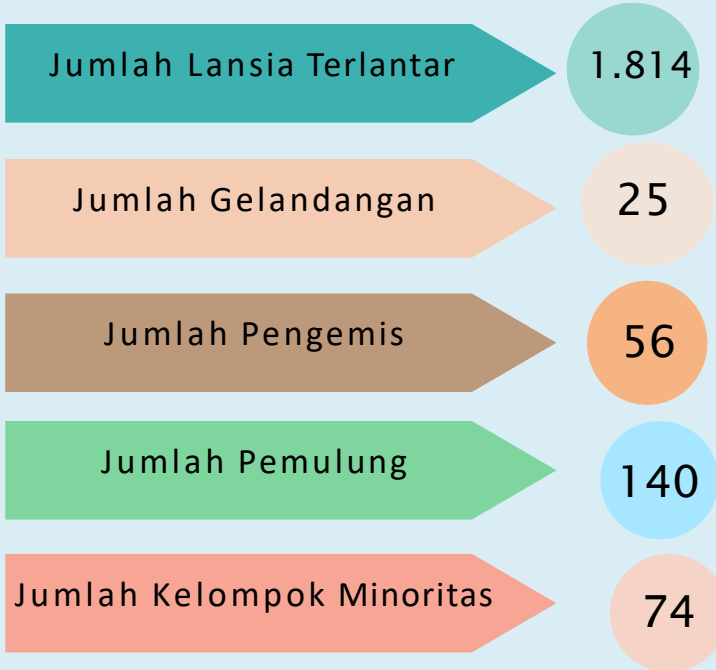 Jumlah Lansia Terlantar 1.814
Jumlah Gelandangan 25
Jumlah Pengemis 56
Jumlah Pemulung 140
Jumlah Kelompok Minoritas 74